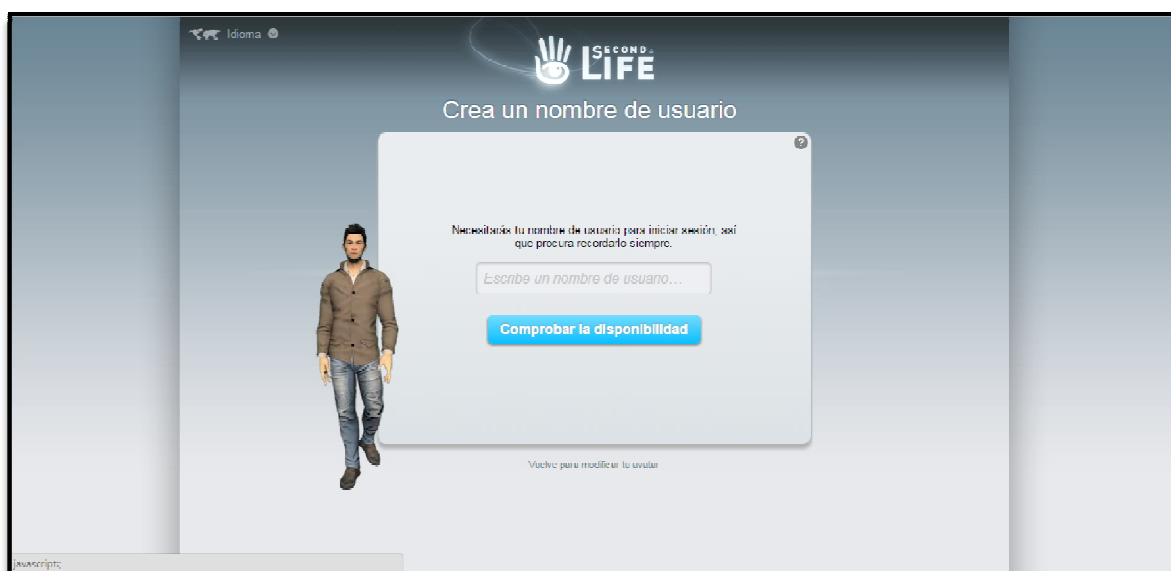 Idioma
SECOND
LIFE
Crea un nombre de usuario
?
Necesitarás tu nombre de usuario para iniciar sesión, así
que procura recordarlo siempre.
Escribe un nombre de usuario...
Comprobar la disponibilidad
Vuelve para modificar tu avatar
javascript:;